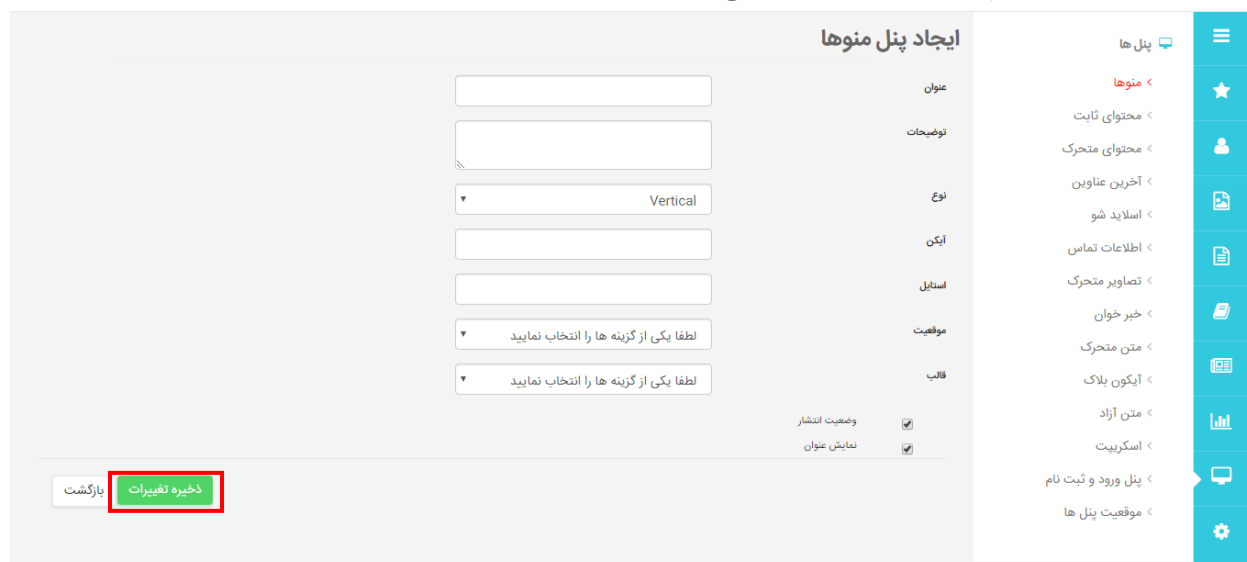 پنل ها
منوها
محتوای ثابت
محتوای متحرک
آخرین عناوین
اسلاید شو
اطلاعات تماس
تصاویر متحرک
خبر خوان
متن متحرک
آیکون بلاک
متن آزاد
اسکریپت
پنل ورود و ثبت نام
موقعیت پنل ها
ایجاد پنل منوها
عنوان
توضیحات
نوع
Vertical
آیکن
استایل
موقعیت
لطفا یکی از گزینه ها را انتخاب نمایید
قالب
لطفا یکی از گزینه ها را انتخاب نمایید
وضعیت انتشار
نمایش عنوان
ذخیره تغییرات
بازگشت